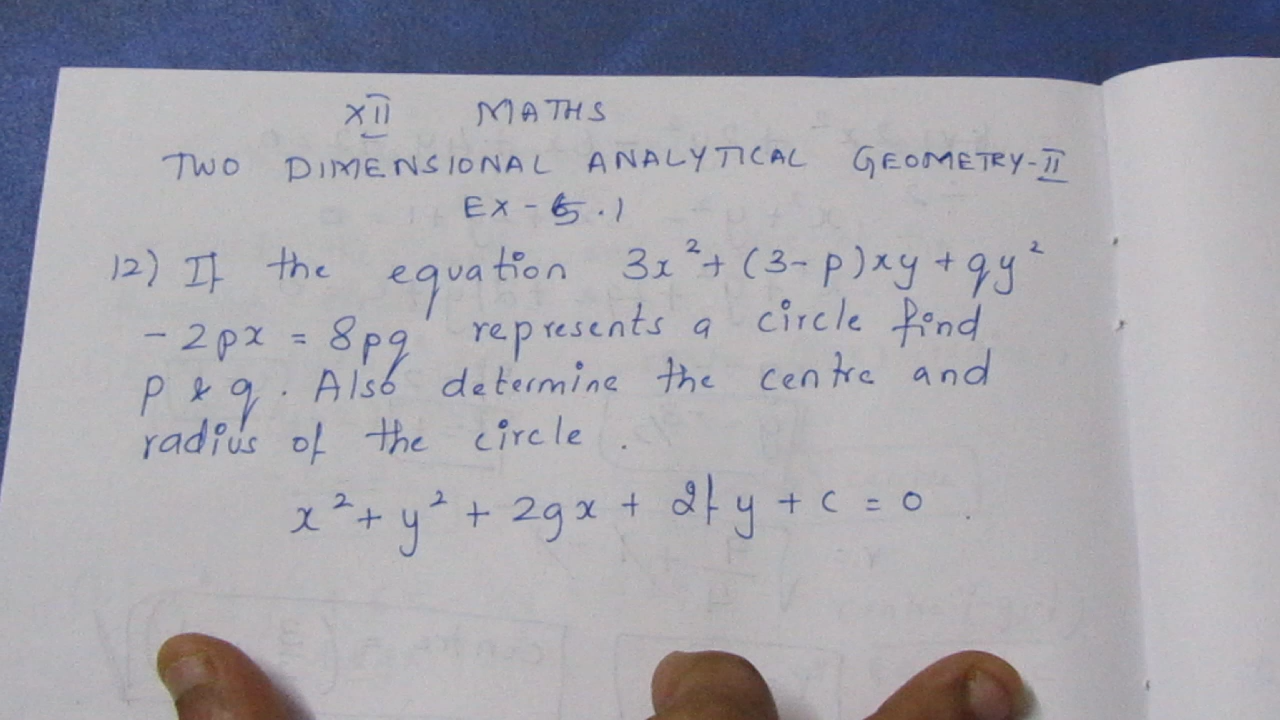 XII MATHS
TWO DIMENSIONAL ANALYTICAL GEOMETRY-II
EX-5.1
12) If the equation 3x²+(3-p)xy+qy²
-2px = 8pq represents a circle find
p & q. Also determine the centre and
radius of the circle.
x²+y²+2gx+2fy+c=0.